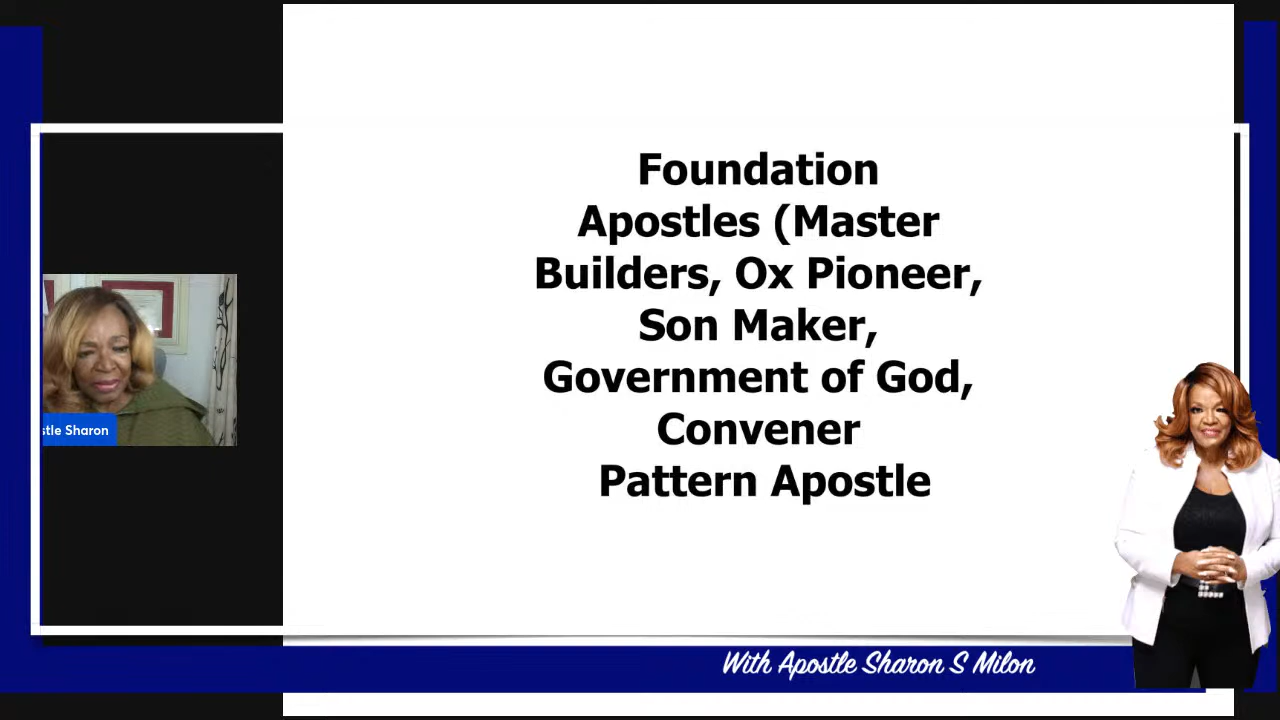 Foundation
Apostles (Master
Builders, Ox Pioneer,
Son Maker,
Government of God,
Convener
Pattern Apostle
stle Sharon
With Apostle Sharon S Milon